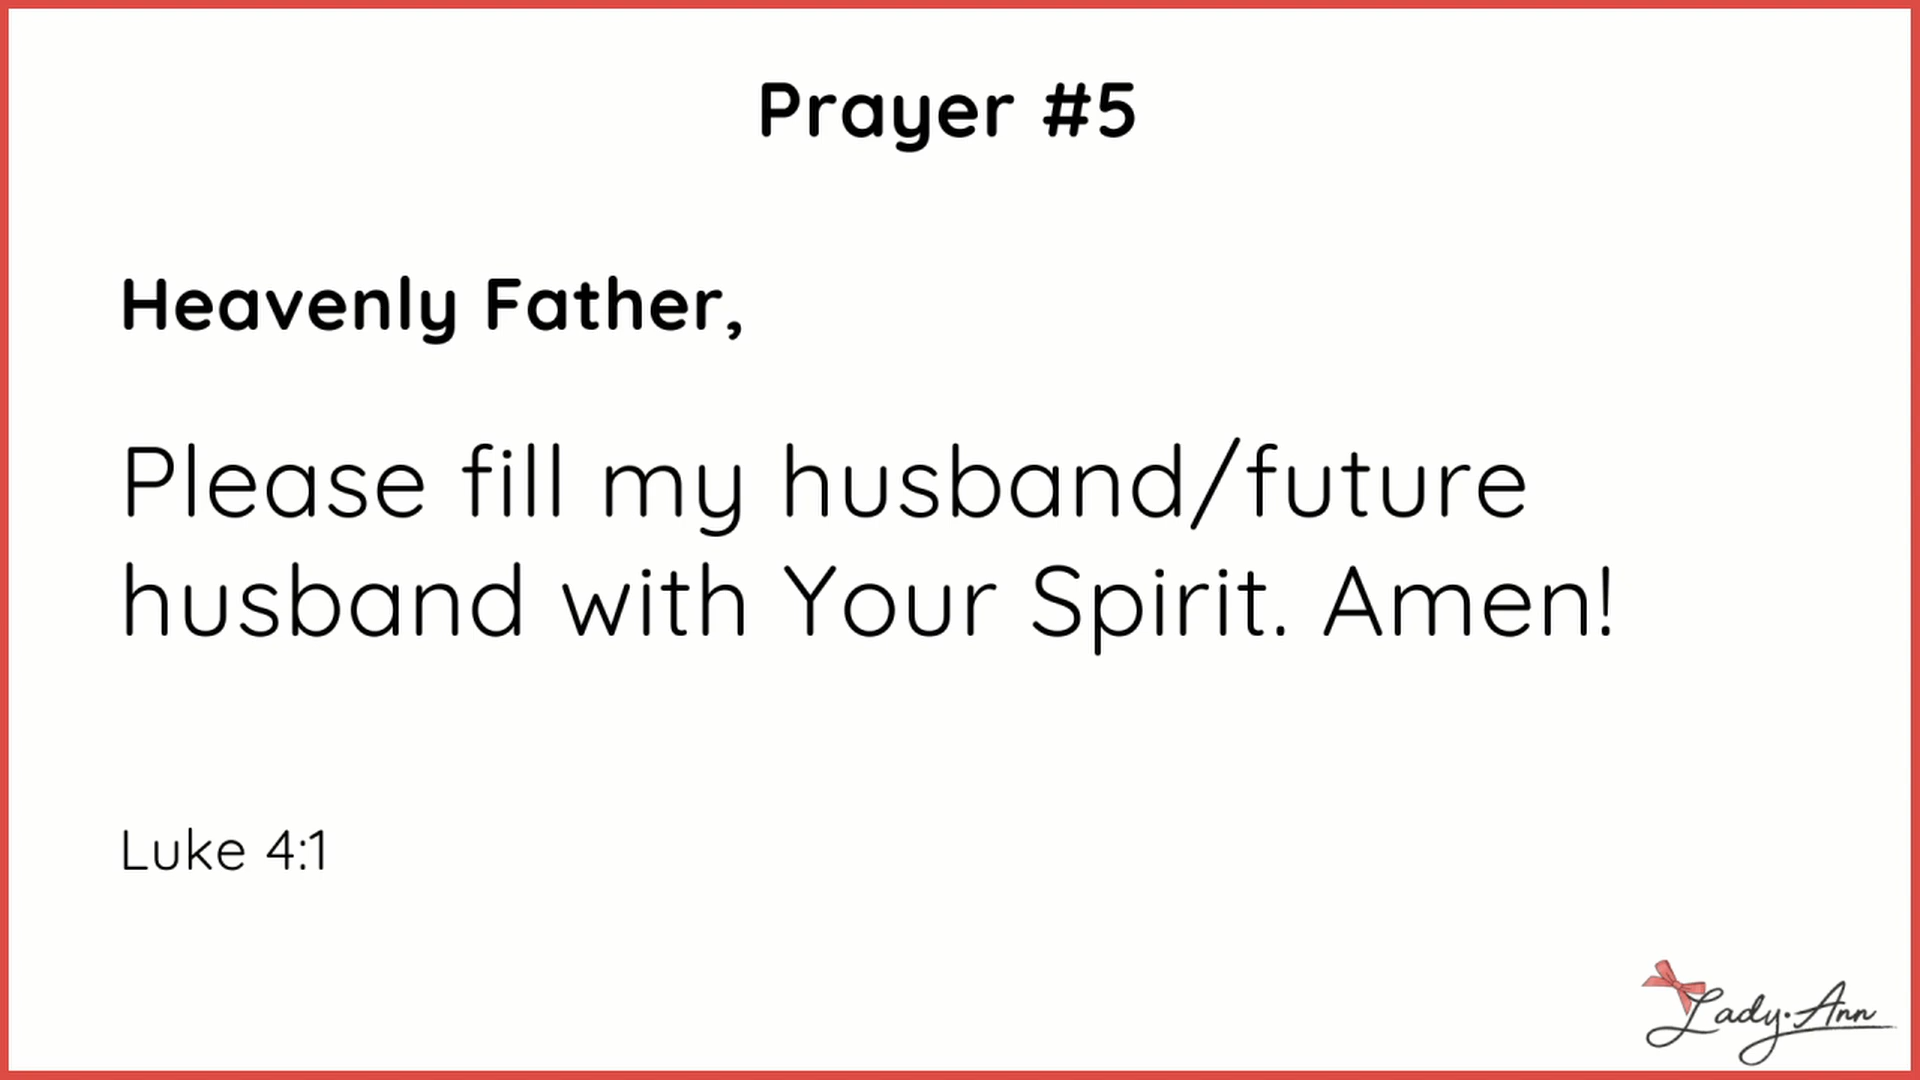 Prayer #5
Heavenly Father,
Please fill my husband/future
husband with Your Spirit. Amen!
Luke 4:1
Lady·Ann